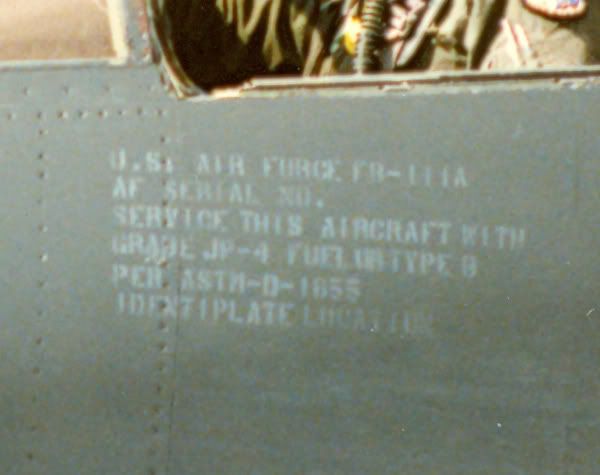 U.S. AIR FORCE FB-111A
AF SERIAL NO.
SERVICE THIS AIRCRAFT WITH
GRADE JP-4 FUEL OR TYPE B
PER ASTM-D-1655
IDENTIPLATE LOCATION